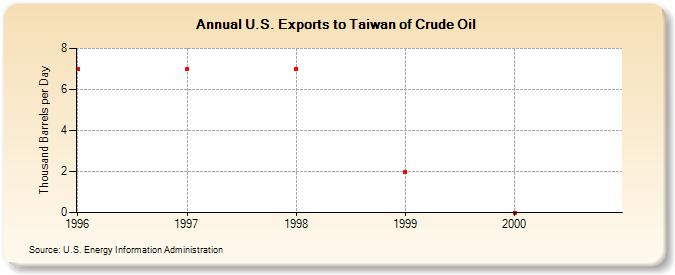 Annual U.S. Exports to Taiwan of Crude Oil
Thousand Barrels per Day
8
6
4
2
0
1996 1997 1998 1999 2000
Source: U.S. Energy Information Administration